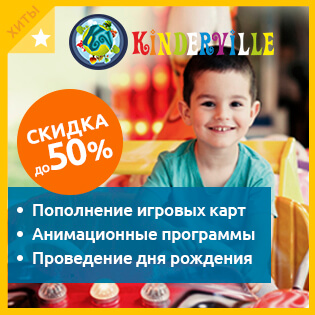 ХИТЫ
KINDERVILLE
СКИДКА
до 50%
• Пополнение игровых карт
• Анимационные программы
• Проведение дня рождения